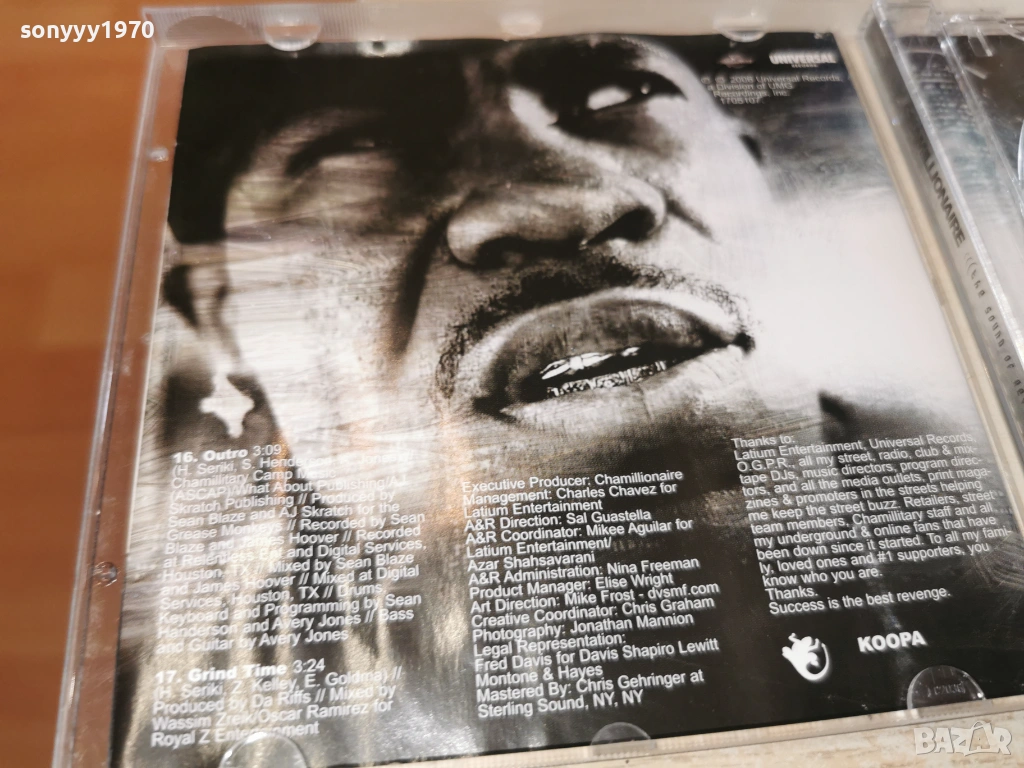 sonyyy1970
UNIVERSAL
RECORDS
℗ © 2006 Universal Records,
a Division of UMG
Recordings, Inc.
1705107
LIONAIRE
16. Outro 3:09
(H. Seriki, S.
Chamillitary Camp
(ASCAP)/What About Publishing/AJ
Skratch Publishing // Produced by
Sean Blaze and AJ Skratch for the
Grease Monkeys // Recorded by Sean
Blaze and James Hoover // Recorded
at Relentless Ent and Digital Services,
Houston, TX // Mixed by Sean Blaze
and James Hoover // Mixed at Digital
Services, Houston, TX // Drums
Keyboard and Programming by Sean
Handerson and Avery Jones // Bass
and Guitar by Avery Jones
17. Grind Time 3:24
(H. Seriki, Z. Kelley, E. Goldma) //
Produced by Da Riffs // Mixed by
Wassim Zreik/Oscar Ramirez for
Royal Z Entertainment
Executive Producer: Chamillionaire
Management: Charles Chavez for
Latium Entertainment
A&R Direction: Sal Guastella
A&R Coordinator: Mikee Aguilar for
Latium Entertainment/
Azar Shahsavarani
A&R Administration: Nina Freeman
Product Manager: Elise Wright
Art Direction: Mike Frost - dvsmf.com
Creative Coordinator: Chris Graham
Photography: Jonathan Mannion
Legal Representation:
Fred Davis for Davis Shapiro Lewitt
Montone & Hayes
Mastered By: Chris Gehringer at
Sterling Sound, NY, NY
Thanks to:
Latium Entertainment, Universal Records,
O.G.P.R., all my street, radio, club & mix-
tape DJs, music directors, program direc-
tors, and all the media outlets, print maga-
zines & promoters in the streets helping
me keep the street buzz. Retailers, street-
team members, Chamillitary staff and all
my underground & online fans that have
been down since it started. To all my fami-
ly, loved ones and #1 supporters, you
know who you are.
Thanks.
Success is the best revenge.
KOOPA
BAZAR